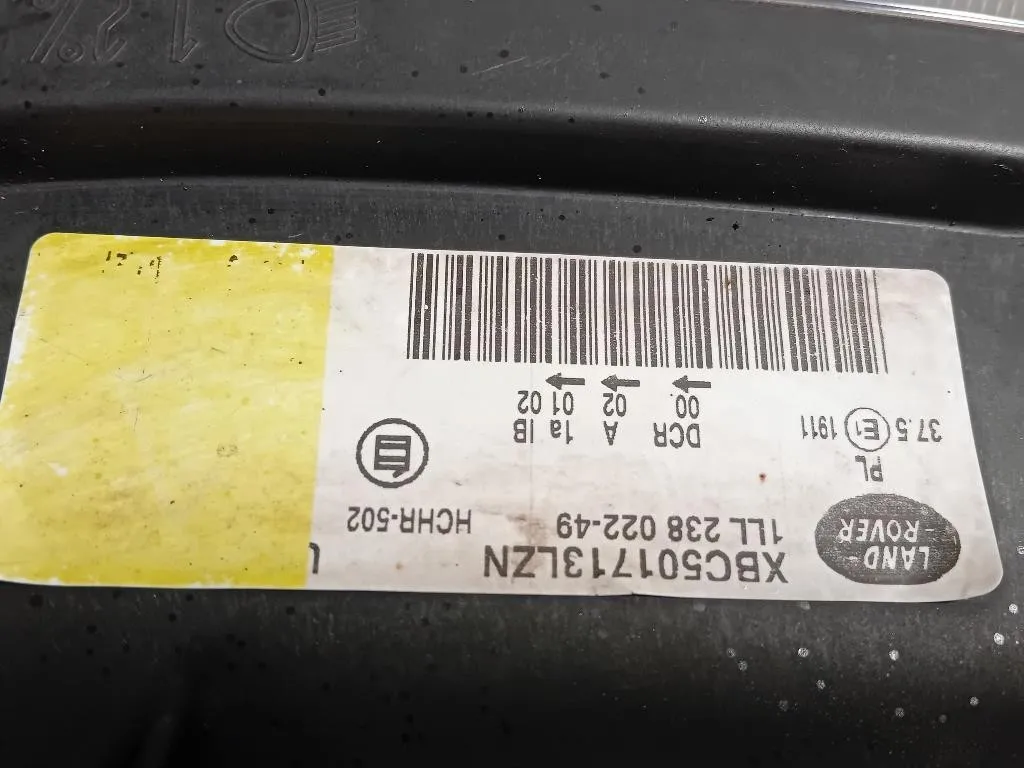 LAND
-ROVER-
XBC501713LZN
1LL 238 022-49
HCHR-502
PL
37.5 E1 1911
DCR A 1a IB
00. 02 01 02